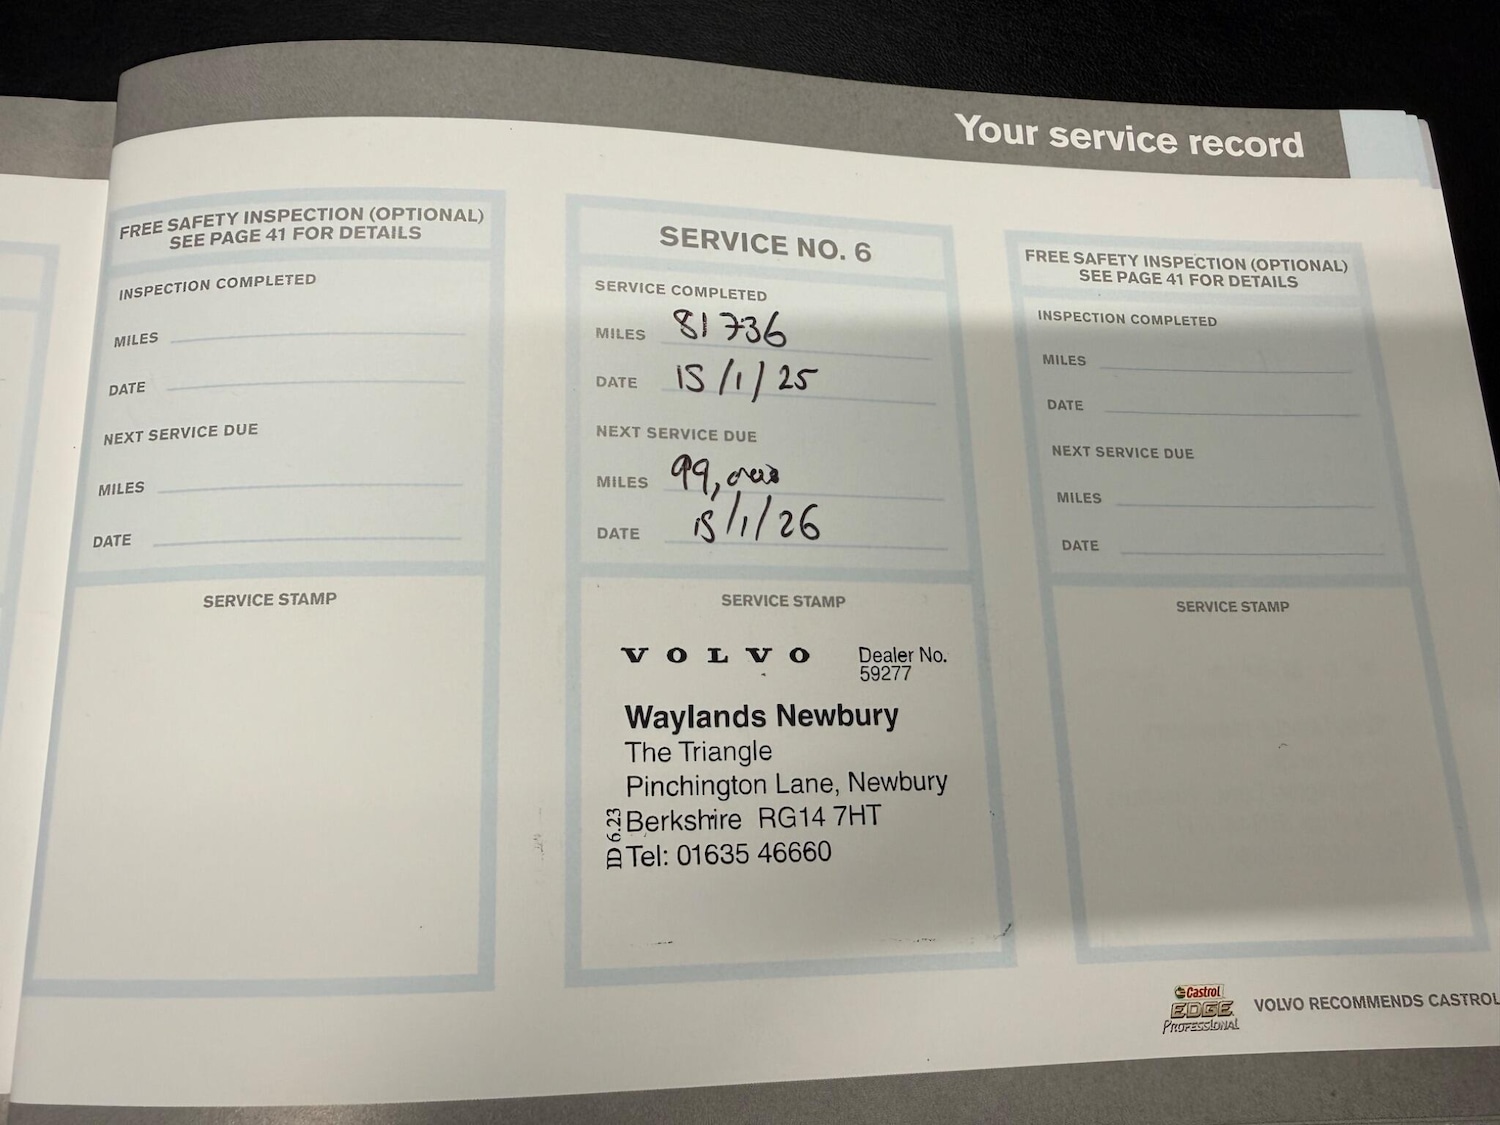 Your service record
FREE SAFETY INSPECTION (OPTIONAL)
SEE PAGE 41 FOR DETAILS
INSPECTION COMPLETED
MILES
DATE
NEXT SERVICE DUE
MILES
DATE
SERVICE STAMP
SERVICE NO. 6
SERVICE COMPLETED
MILES 81736
DATE 15/1/25
NEXT SERVICE DUE
MILES 99,000
DATE 15/1/26
SERVICE STAMP
VOLVO
Dealer No.
59277
Waylands Newbury
The Triangle
Pinchington Lane, Newbury
Berkshire RG14 7HT
Tel: 01635 46660
ID 6.23
FREE SAFETY INSPECTION (OPTIONAL)
SEE PAGE 41 FOR DETAILS
INSPECTION COMPLETED
MILES
DATE
NEXT SERVICE DUE
MILES
DATE
SERVICE STAMP
Castrol
EDGE
PROFESSIONAL
VOLVO RECOMMENDS CASTROL